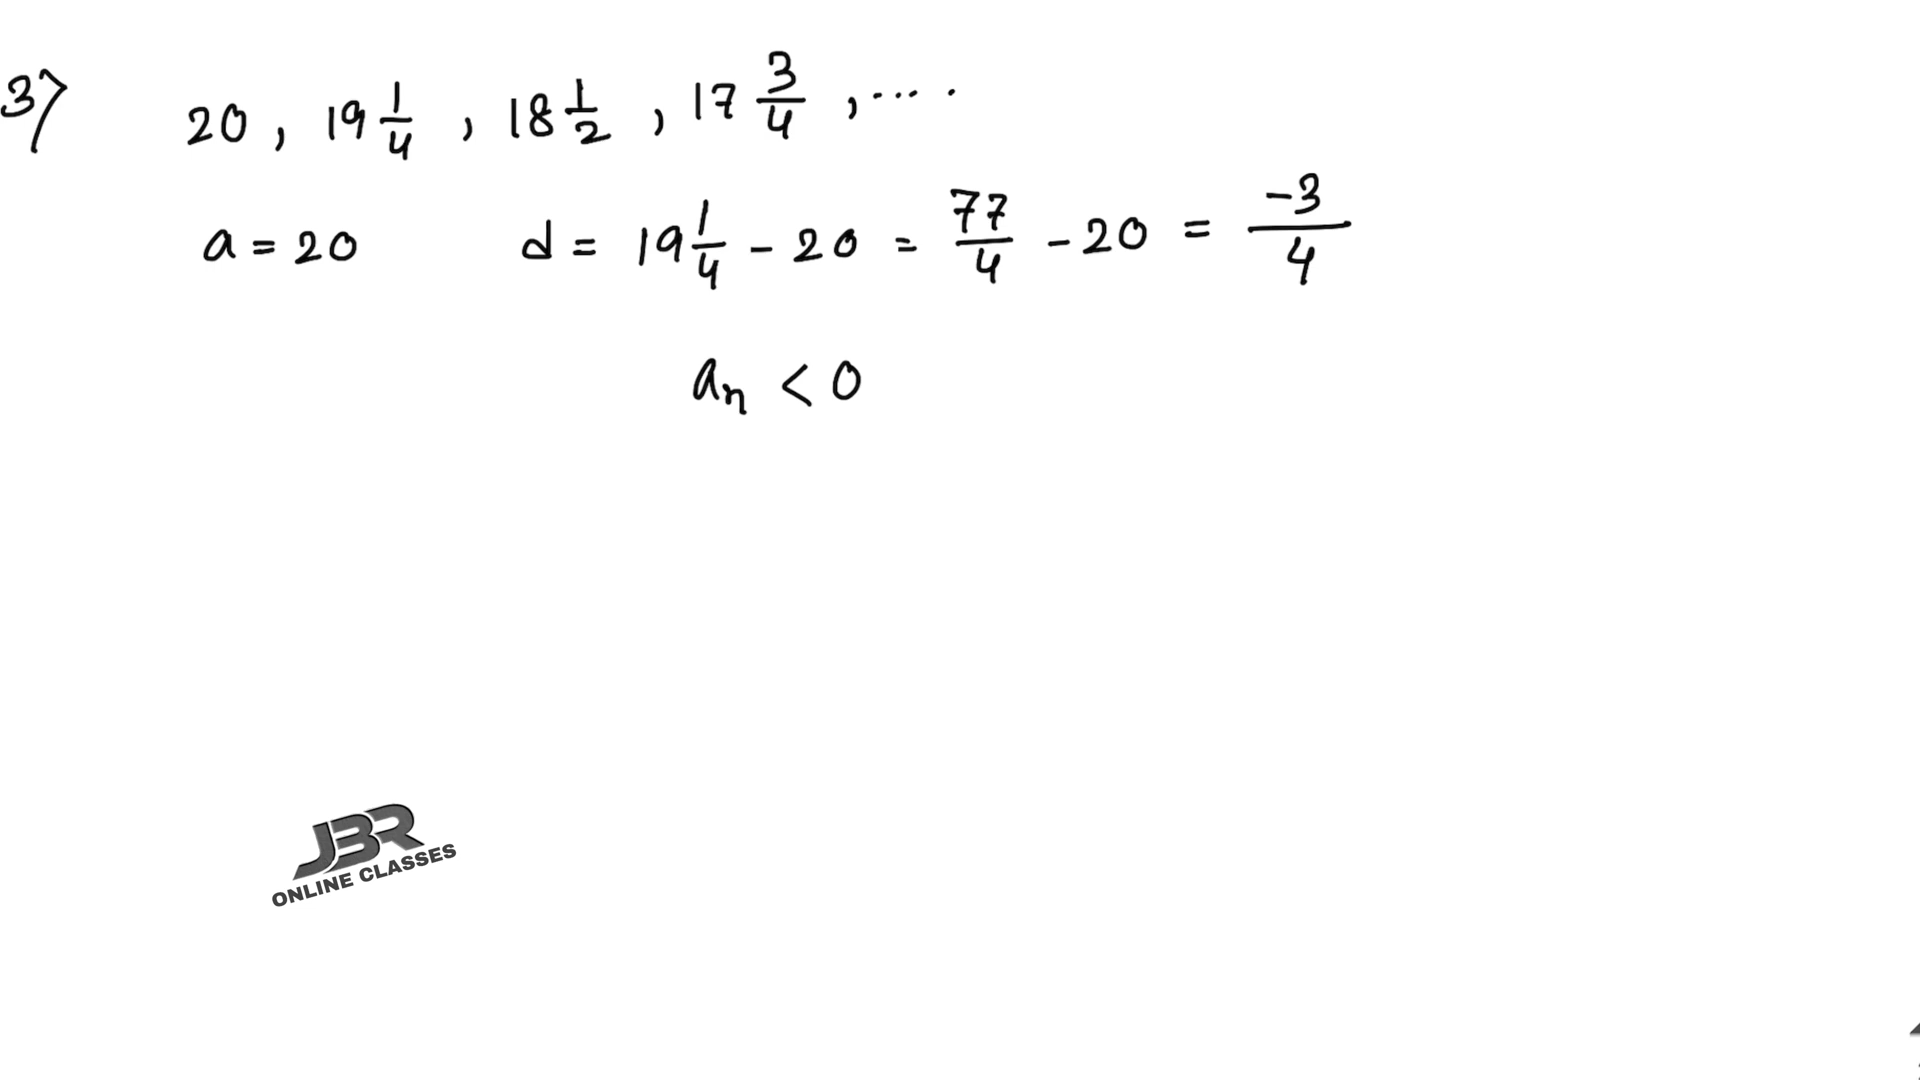 3) 20, 19 1/4, 18 1/2, 17 3/4, .....
a = 20 d = 19 1/4 - 20 = 77/4 - 20 = -3/4
aₙ < 0
JBR
ONLINE CLASSES